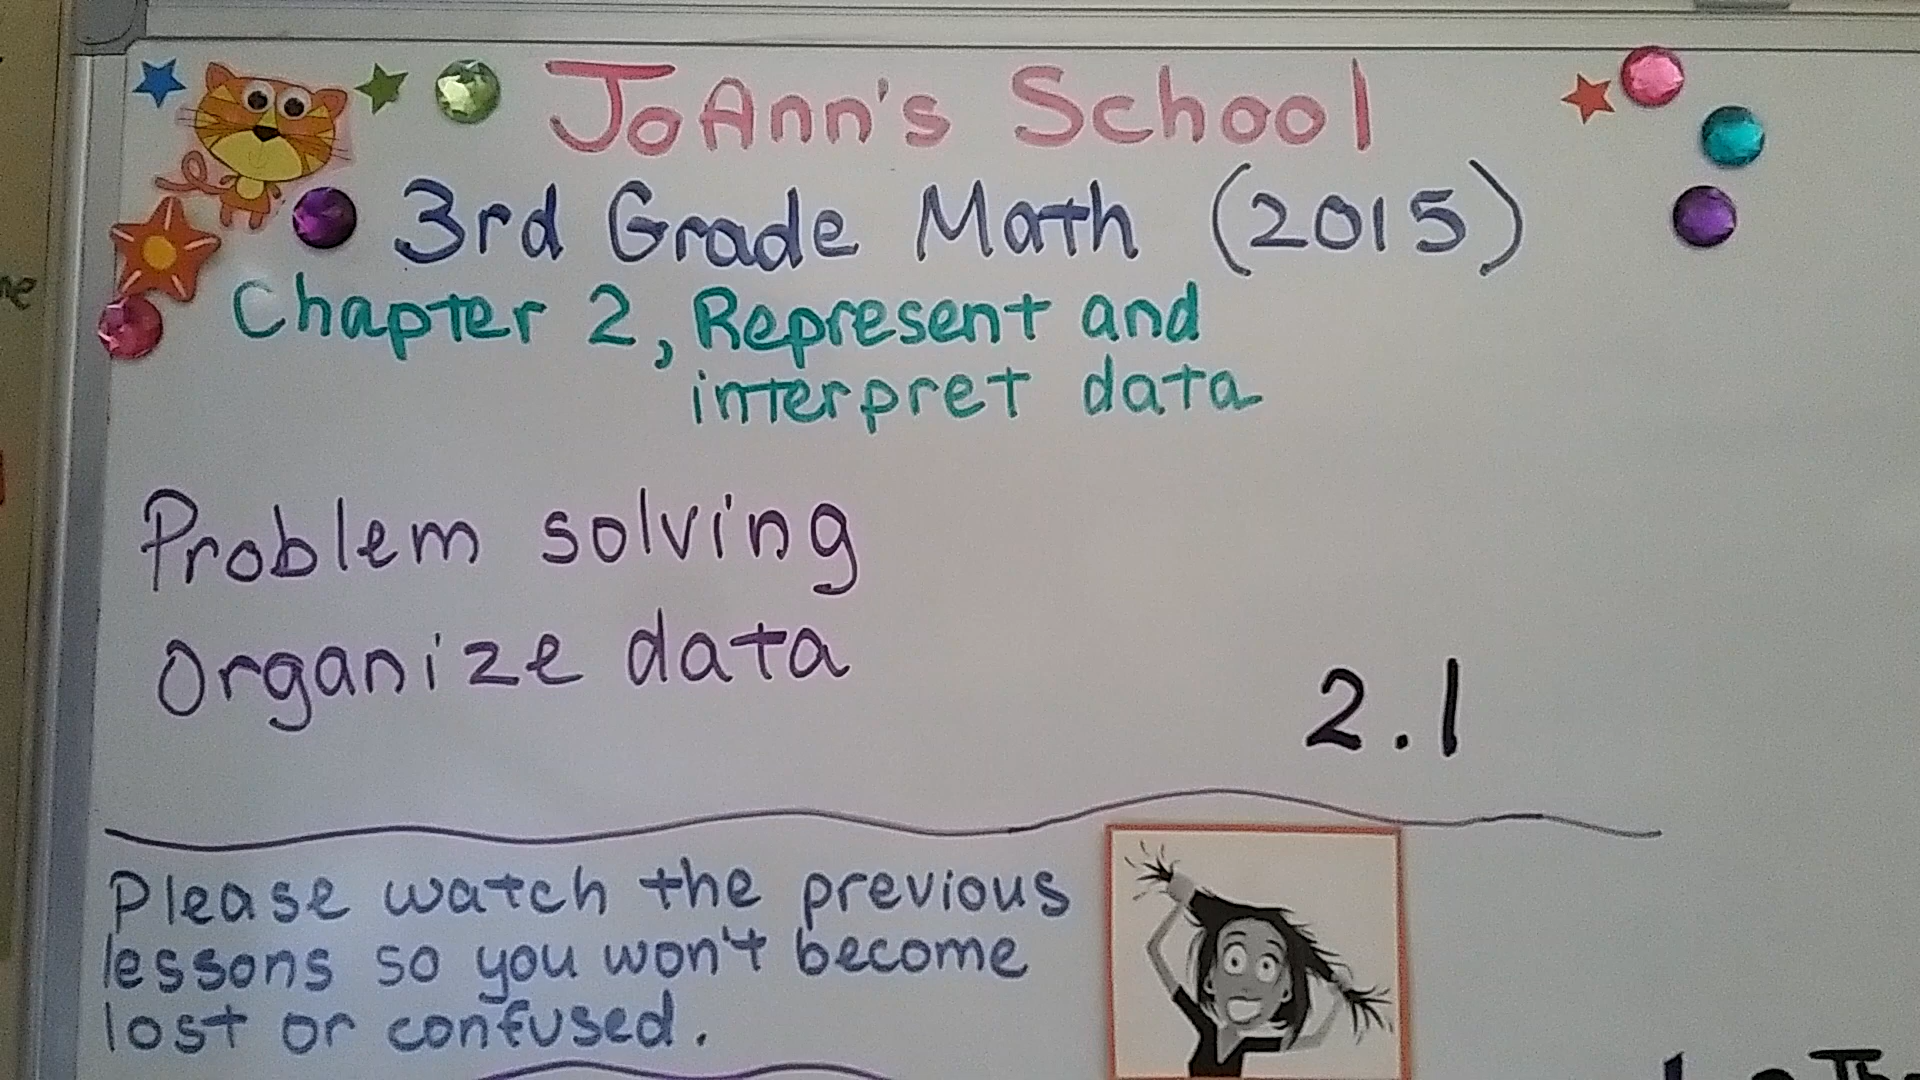 JoAnn's School
3rd Grade Math (2015)
Chapter 2, Represent and
interpret data
Problem solving
organize data
2.1
Please watch the previous
lessons so you won't become
lost or confused.